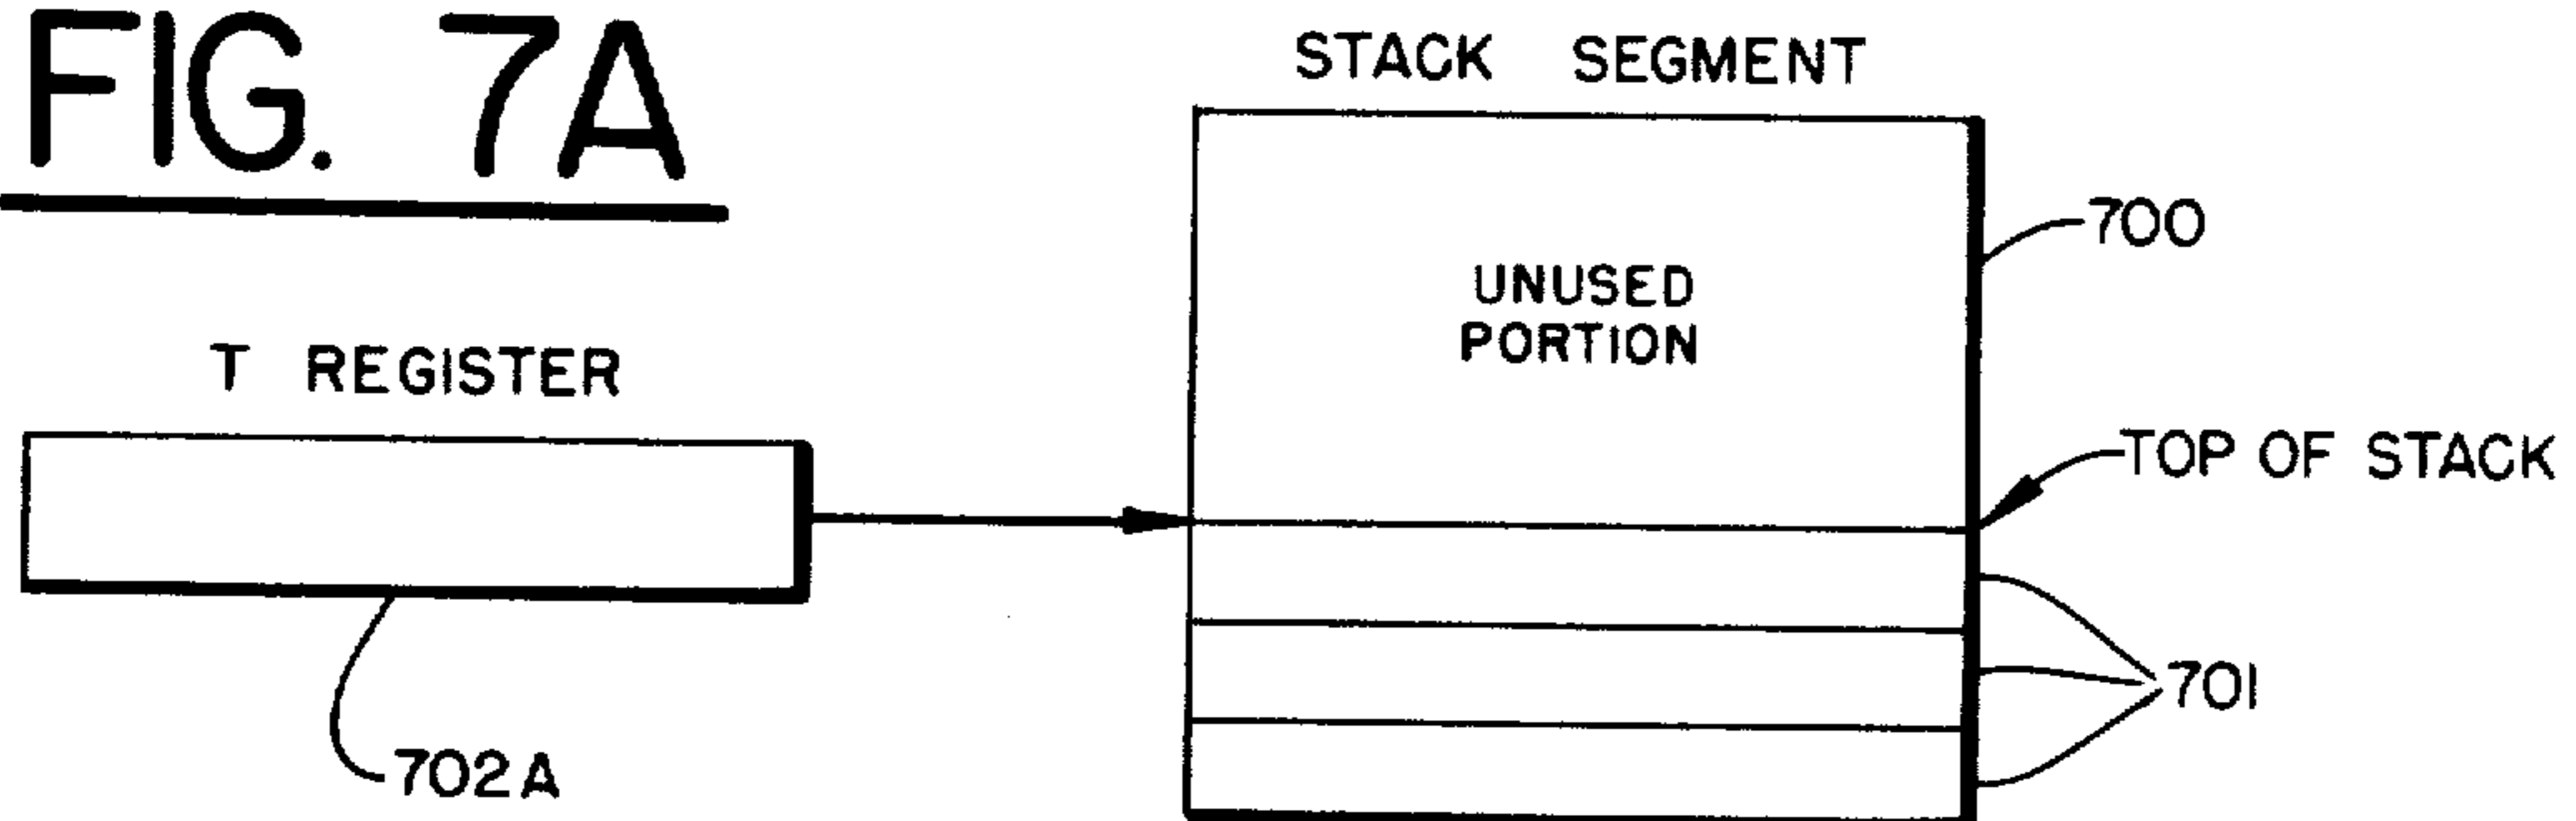 FIG. 7A
STACK SEGMENT
700
UNUSED
PORTION
T REGISTER
TOP OF STACK
701
702A